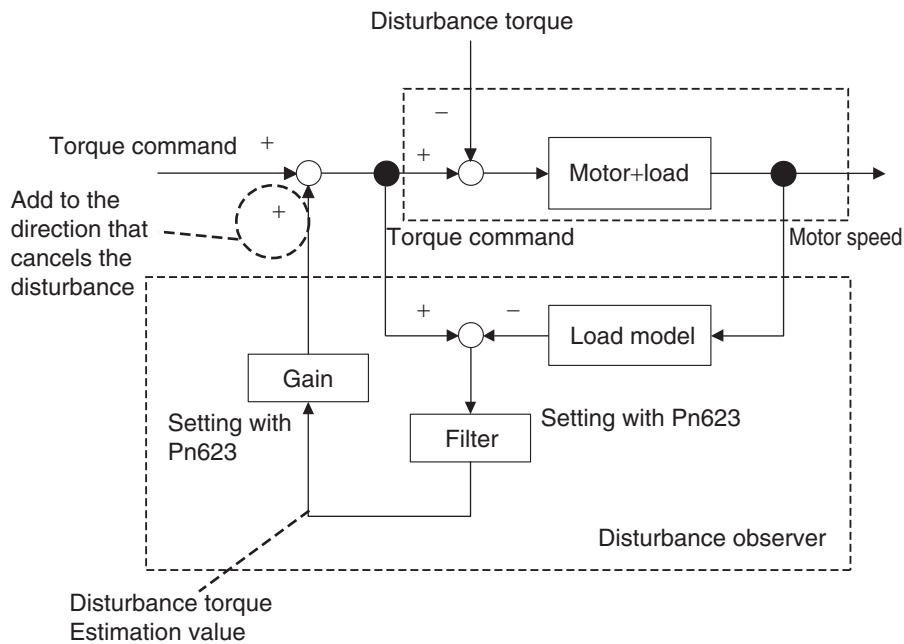 Disturbance torque
−
Torque command
+
+
Motor+load
Add to the
direction that
cancels the
disturbance
+
Torque command
Motor speed
+
−
Load model
Gain
Setting with
Pn623
Filter
Setting with Pn623
Disturbance observer
Disturbance torque
Estimation value